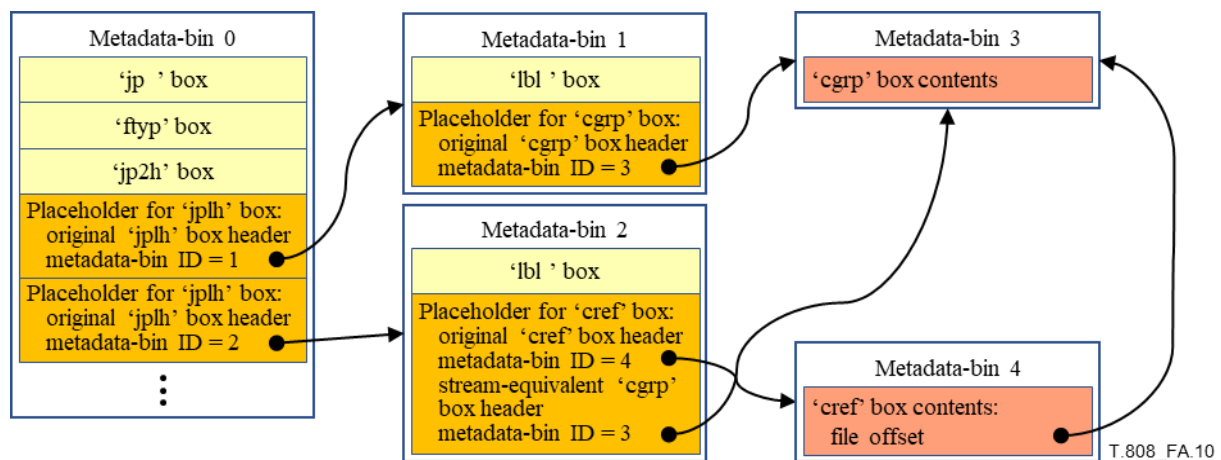 Metadata-bin 0
‘jp ’ box
‘ftyp’ box
‘jp2h’ box
Placeholder for ‘jplh’ box:
original ‘jplh’ box header
metadata-bin ID = 1
Placeholder for ‘jplh’ box:
original ‘jplh’ box header
metadata-bin ID = 2
Metadata-bin 1
‘lbl ’ box
Placeholder for ‘cgrp’ box:
original ‘cgrp’ box header
metadata-bin ID = 3
Metadata-bin 2
‘lbl ’ box
Placeholder for ‘cref’ box:
original ‘cref’ box header
metadata-bin ID = 4
stream-equivalent ‘cgrp’
box header
metadata-bin ID = 3
Metadata-bin 3
‘cgrp’ box contents
Metadata-bin 4
‘cref’ box contents:
file offset
T.808_FA.10